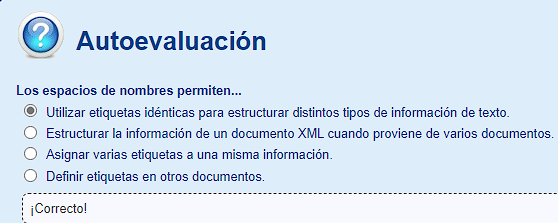 Autoevaluación
Los espacios de nombres permiten...
Utilizar etiquetas idénticas para estructurar distintos tipos de información de texto.
Estructurar la información de un documento XML cuando proviene de varios documentos.
Asignar varias etiquetas a una misma información.
Definir etiquetas en otros documentos.
¡Correcto!